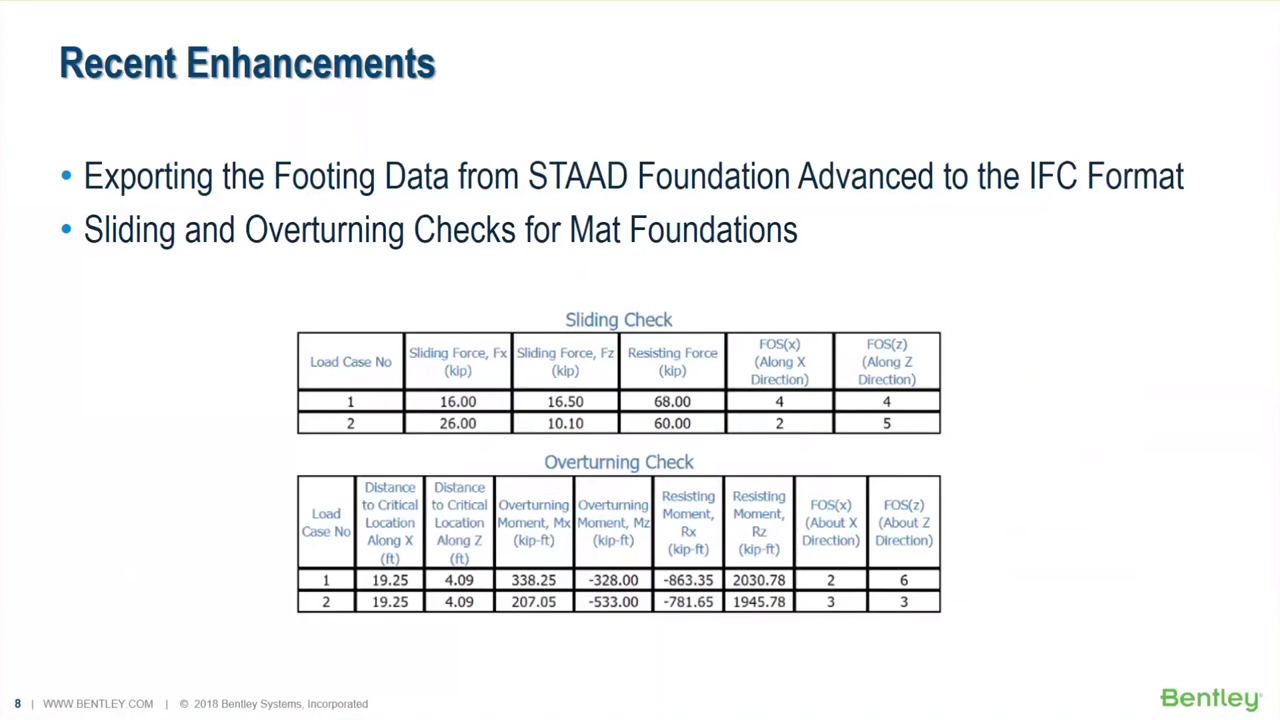 Recent Enhancements
• Exporting the Footing Data from STAAD Foundation Advanced to the IFC Format
• Sliding and Overturning Checks for Mat Foundations
Sliding Check
Load Case No | Sliding Force, Fx (kip) | Sliding Force, Fz (kip) | Resisting Force (kip) | FOS(x) (Along X Direction) | FOS(z) (Along Z Direction)
1 | 16.00 | 16.50 | 68.00 | 4 | 4
2 | 26.00 | 10.10 | 60.00 | 2 | 5
Overturning Check
Load Case No | Distance to Critical Location Along X (ft) | Distance to Critical Location Along Z (ft) | Overturning Moment, Mx (kip-ft) | Overturning Moment, Mz (kip-ft) | Resisting Moment, Rx (kip-ft) | Resisting Moment, Rz (kip-ft) | FOS(x) (About X Direction) | FOS(z) (About Z Direction)
1 | 19.25 | 4.09 | 338.25 | -328.00 | -863.35 | 2030.78 | 2 | 6
2 | 19.25 | 4.09 | 207.05 | -533.00 | -781.65 | 1945.78 | 3 | 3
8 | WWW.BENTLEY.COM | © 2018 Bentley Systems, Incorporated
Bentley